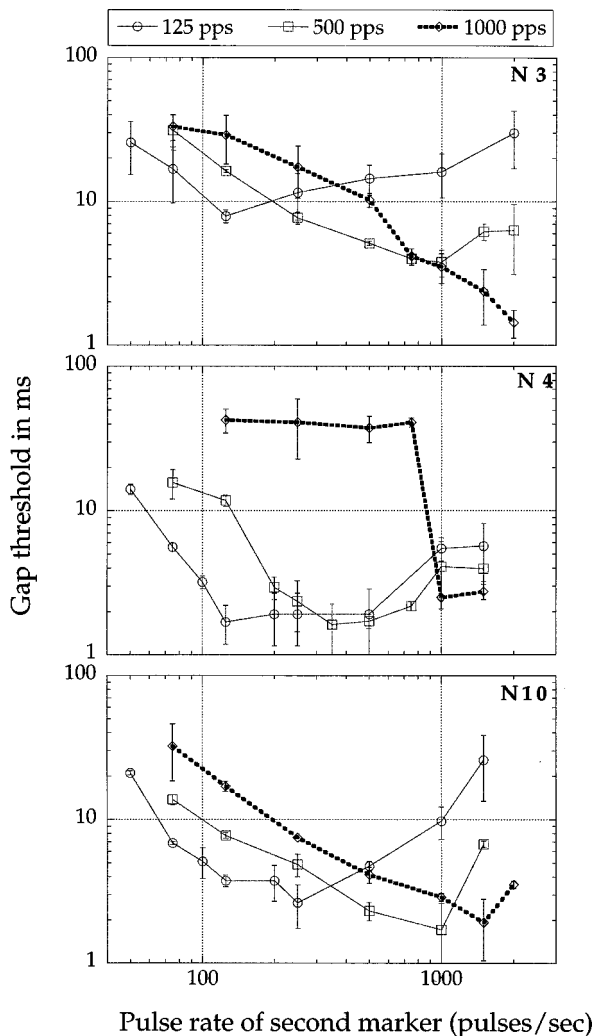 125 pps 500 pps 1000 pps
N 3
100
10
1
N 4
100
10
1
N10
100
10
1
100 1000
Gap threshold in ms
Pulse rate of second marker (pulses/sec)